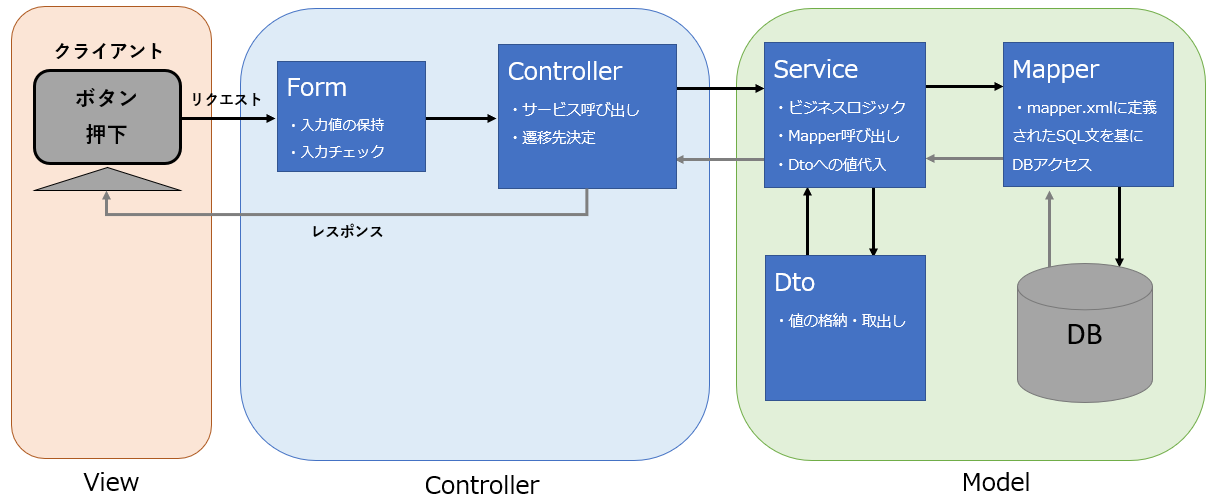 クライアント
ボタン
押下
リクエスト
Form
・入力値の保持
・入力チェック
Controller
・サービス呼び出し
・遷移先決定
レスポンス
Service
・ビジネスロジック
・Mapper呼び出し
・Dtoへの値代入
Mapper
・mapper.xmlに定義
されたSQL文を基に
DBアクセス
Dto
・値の格納・取出し
DB
View
Controller
Model